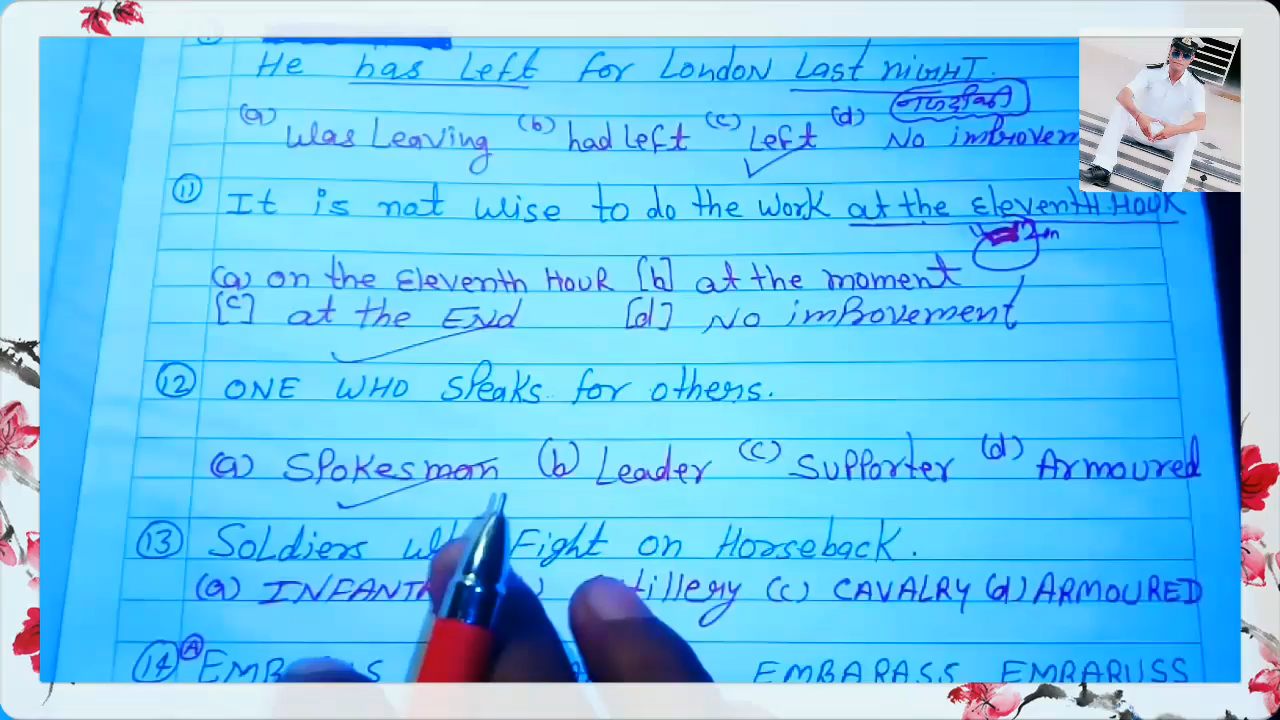 He has Left for London Last niGHT.
नजदीकी
(a) Was Leaving (b) had Left (c) Left (d) No improvem
(11) It is not wise to do the work at the Eleventh Hour
(a) on the Eleventh Hour [b] at the moment
[c] at the END [d] No improvement
(12) ONE WHO Speaks for others.
(a) Spokesman (b) Leader (c) Supporter (d) Armoured
(13) Soldiers Fight on Horseback.
(a) INFANT tillery (c) CAVALRY (d) ARMOURED
(14) (A) EMB EMBARASS EMBARUSS